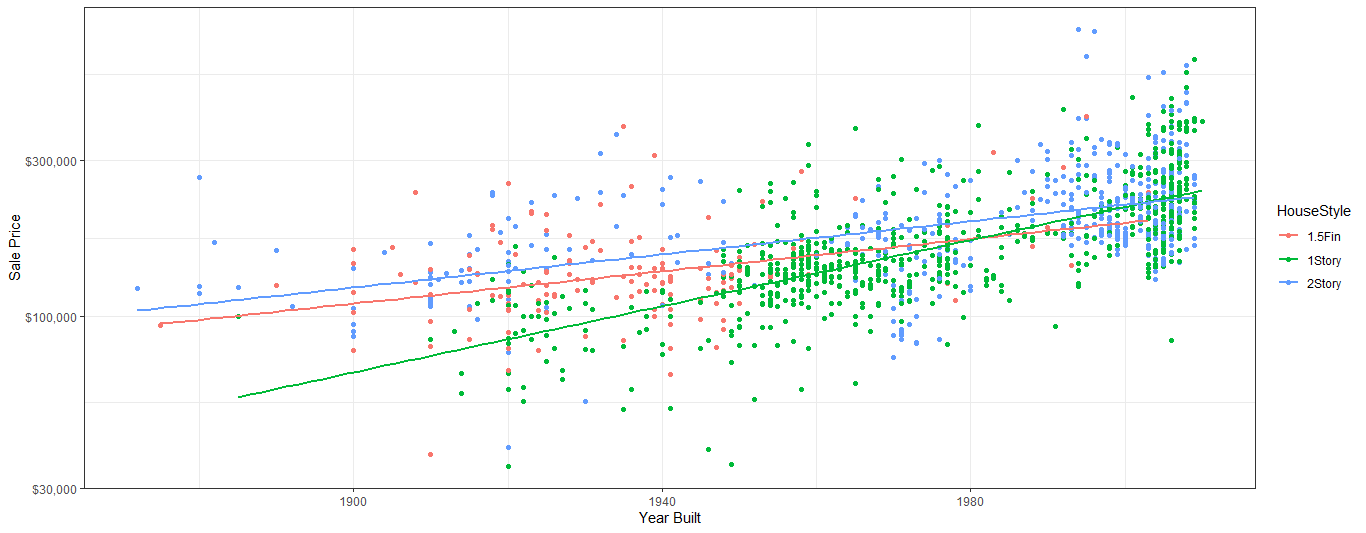 Sale Price
$300,000
$100,000
$30,000
1900
1940
1980
Year Built
HouseStyle
1.5Fin
1Story
2Story